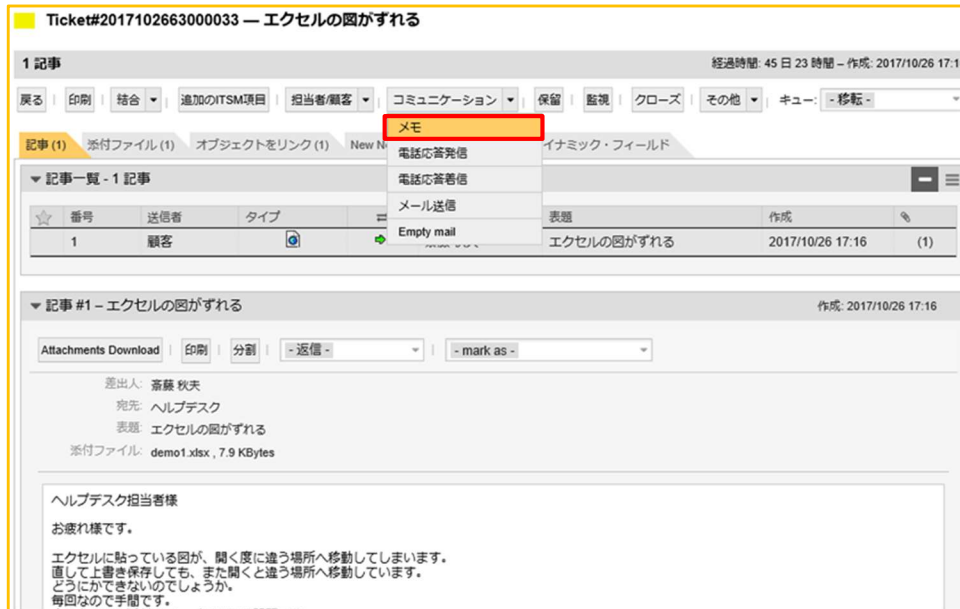 Ticket#2017102663000033 — エクセルの図がずれる
1 記事
経過時間: 45 日 23 時間 – 作成: 2017/10/26 17:1
戻る 印刷 結合 追加のITSM項目 担当者/顧客 コミュニケーション 保留 監視 クローズ その他 キュー: - 移転 -
メモ
電話応答発信
電話応答着信
メール送信
Empty mail
記事 (1) 添付ファイル (1) オブジェクトをリンク (1) New N イナミック・フィールド
記事一覧 - 1 記事
番号 送信者 タイプ 表題 作成
1 顧客 エクセルの図がずれる 2017/10/26 17:16 (1)
記事 #1 – エクセルの図がずれる
作成: 2017/10/26 17:16
Attachments Download 印刷 分割 - 返信 - - mark as -
差出人: 斎藤 秋夫
宛先: ヘルプデスク
表題: エクセルの図がずれる
添付ファイル: demo1.xlsx , 7.9 KBytes
ヘルプデスク担当者様
お疲れ様です。
エクセルに貼っている図が、開く度に違う場所へ移動してしまいます。
直して上書き保存しても、また開くと違う場所へ移動しています。
どうにかできないのでしょうか。
毎回なので手間です。